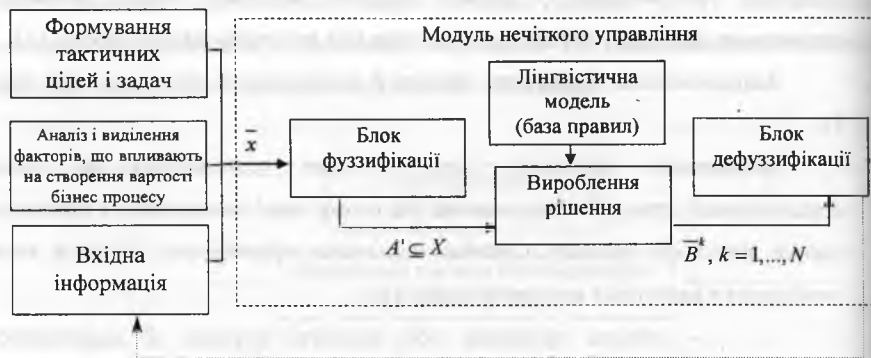 Формування
тактичних
цілей і задач
Аналіз і виділення
факторів, що впливають
на створення вартості
бізнес процесу
Вхідна
інформація
x̄
Модуль нечіткого управління
Блок
фуззифікації
Лінгвістична
модель
(база правил)
Вироблення
рішення
Блок
дефуззифікації
A' ⊆ X
B̄ᵏ, k = 1,..., N